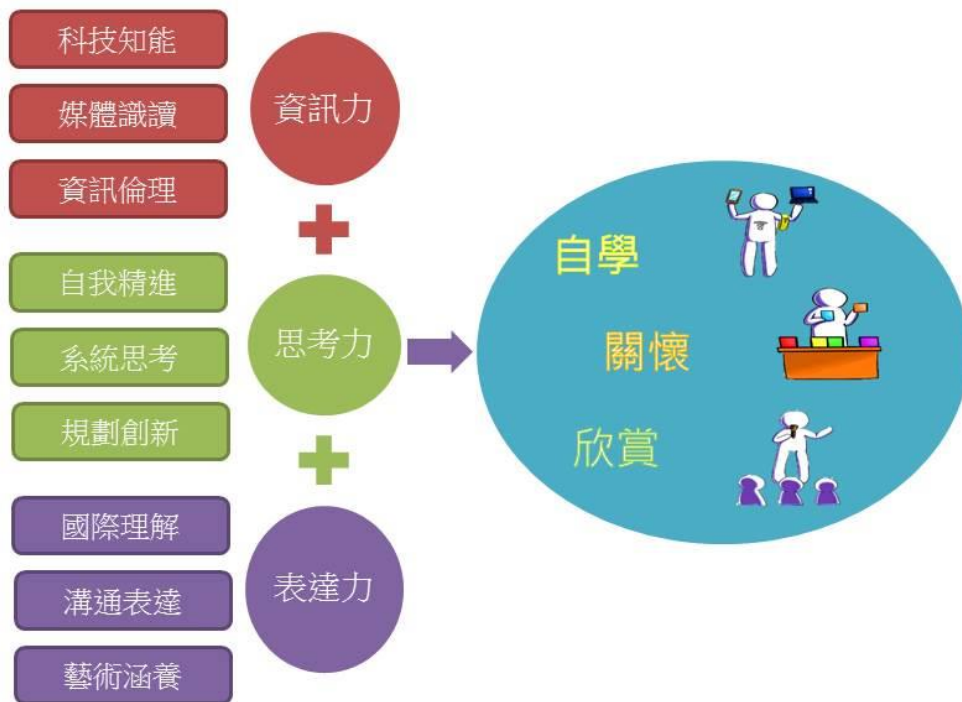 科技知能
媒體識讀
資訊倫理
資訊力
自我精進
系統思考
規劃創新
思考力
國際理解
溝通表達
藝術涵養
表達力
自學
關懷
欣賞